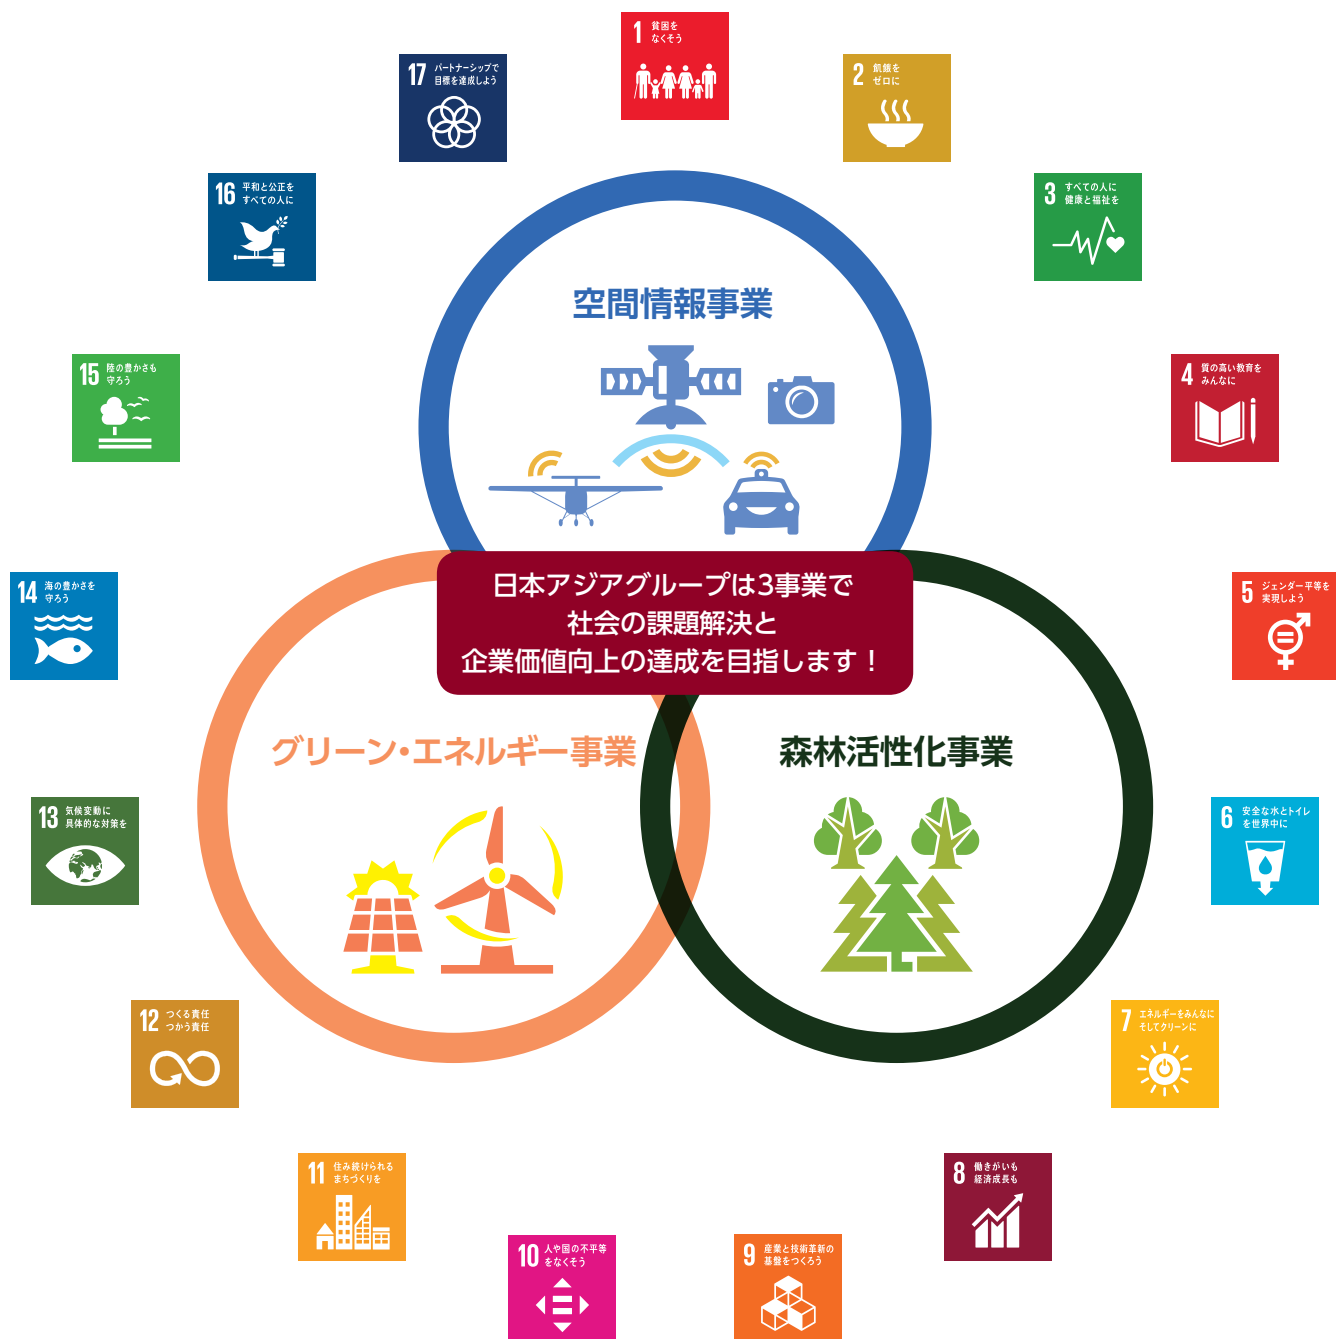 1 貧困を
なくそう
2 飢餓を
ゼロに
3 すべての人に
健康と福祉を
4 質の高い教育を
みんなに
5 ジェンダー平等を
実現しよう
6 安全な水とトイレ
を世界中に
7 エネルギーをみんなに
そしてクリーンに
8 働きがいも
経済成長も
9 産業と技術革新の
基盤をつくろう
10 人や国の不平等
をなくそう
11 住み続けられる
まちづくりを
12 つくる責任
つかう責任
13 気候変動に
具体的な対策を
14 海の豊かさを
守ろう
15 陸の豊かさも
守ろう
16 平和と公正を
すべての人に
17 パートナーシップで
目標を達成しよう
空間情報事業
日本アジアグループは3事業で
社会の課題解決と
企業価値向上の達成を目指します！
グリーン・エネルギー事業
森林活性化事業